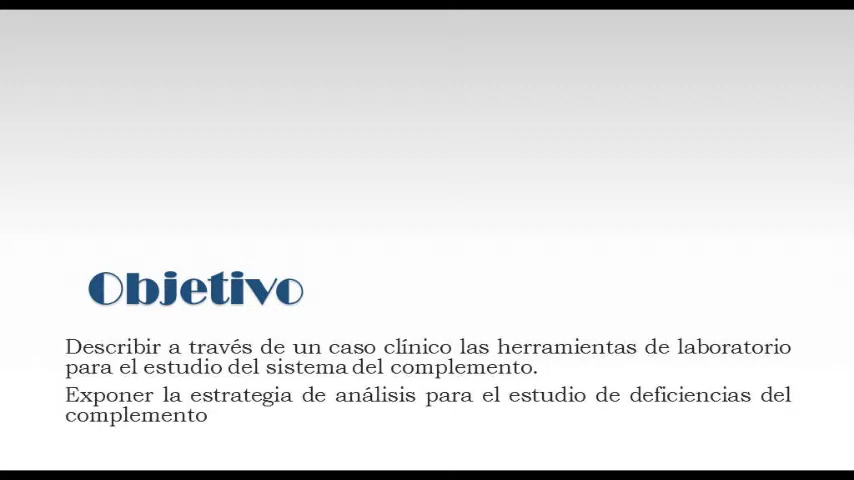 Objetivo
Describir a través de un caso clínico las herramientas de laboratorio
para el estudio del sistema del complemento.
Exponer la estrategia de análisis para el estudio de deficiencias del
complemento